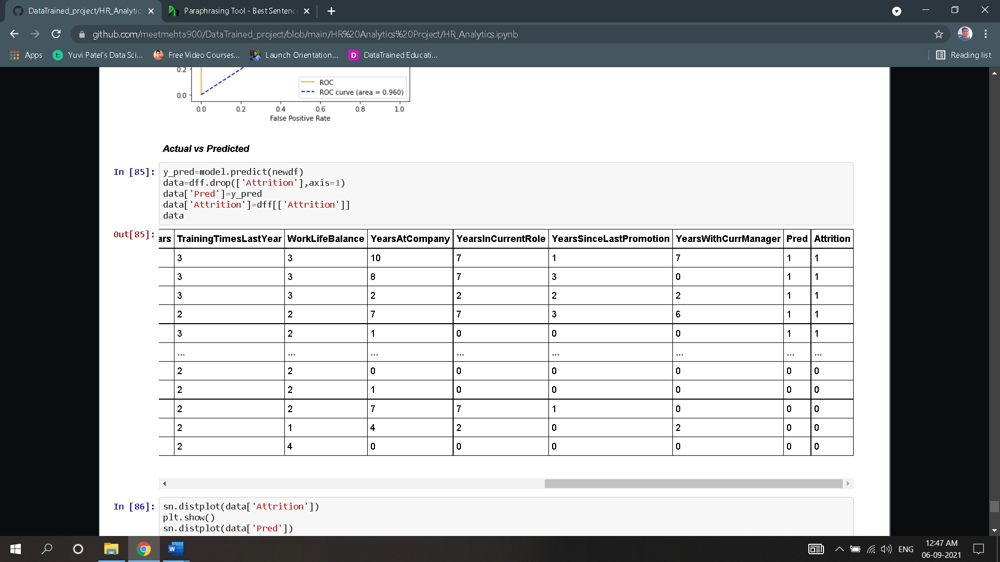 DataTrained_project/HR_Analytic
Paraphrasing Tool - Best Sentenc
github.com/meetmehta900/DataTrained_project/blob/main/HR%20Analytics%20Project/HR_Analytics.ipynb
Apps
Yuvi Patel's Data Sci...
Free Video Courses...
Launch Orientation...
D DataTrained Educati...
Reading list
0.2
ROC
ROC curve (area = 0.960)
0.0
0.0 0.2 0.4 0.6 0.8 1.0
False Positive Rate
Actual vs Predicted
In [85]: y_pred=model.predict(newdf)
data=dff.drop(['Attrition'],axis=1)
data['Pred']=y_pred
data['Attrition']=dff[['Attrition']]
data
Out[85]:
ars TrainingTimesLastYear WorkLifeBalance YearsAtCompany YearsInCurrentRole YearsSinceLastPromotion YearsWithCurrManager Pred Attrition
3 3 10 7 1 7 1 1
3 3 8 7 3 0 1 1
3 3 2 2 2 2 1 1
2 2 7 7 3 6 1 1
3 2 1 0 0 0 1 1
... ... ... ... ... ... ... ...
2 2 0 0 0 0 0 0
2 2 1 0 0 0 0 0
2 2 7 7 1 0 0 0
2 1 4 2 0 2 0 0
2 4 0 0 0 0 0 0
In [86]: sn.distplot(data['Attrition'])
plt.show()
sn.distplot(data['Pred'])
W
ENG
12:47 AM
06-09-2021